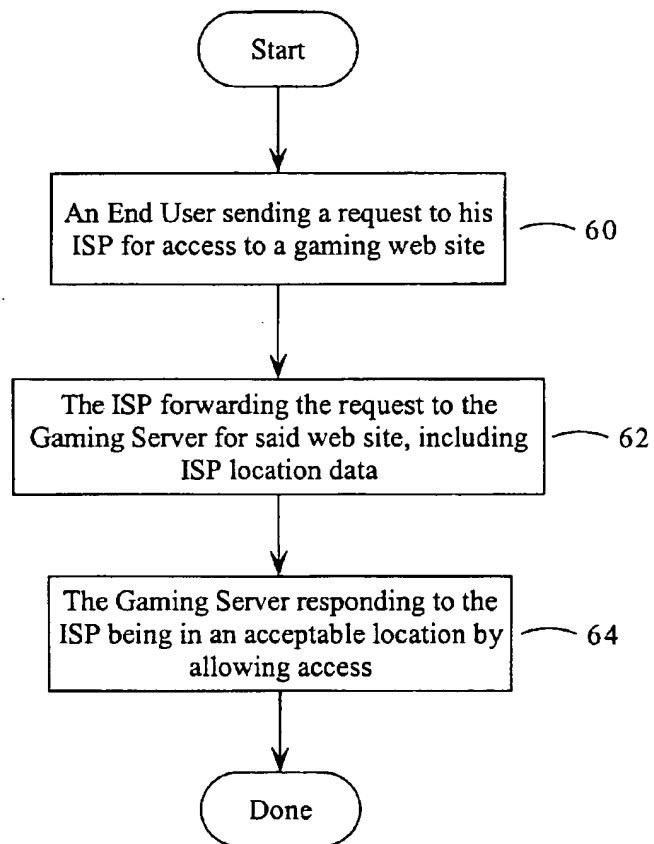 Start
An End User sending a request to his
ISP for access to a gaming web site
60
The ISP forwarding the request to the
Gaming Server for said web site, including
ISP location data
62
The Gaming Server responding to the
ISP being in an acceptable location by
allowing access
64
Done